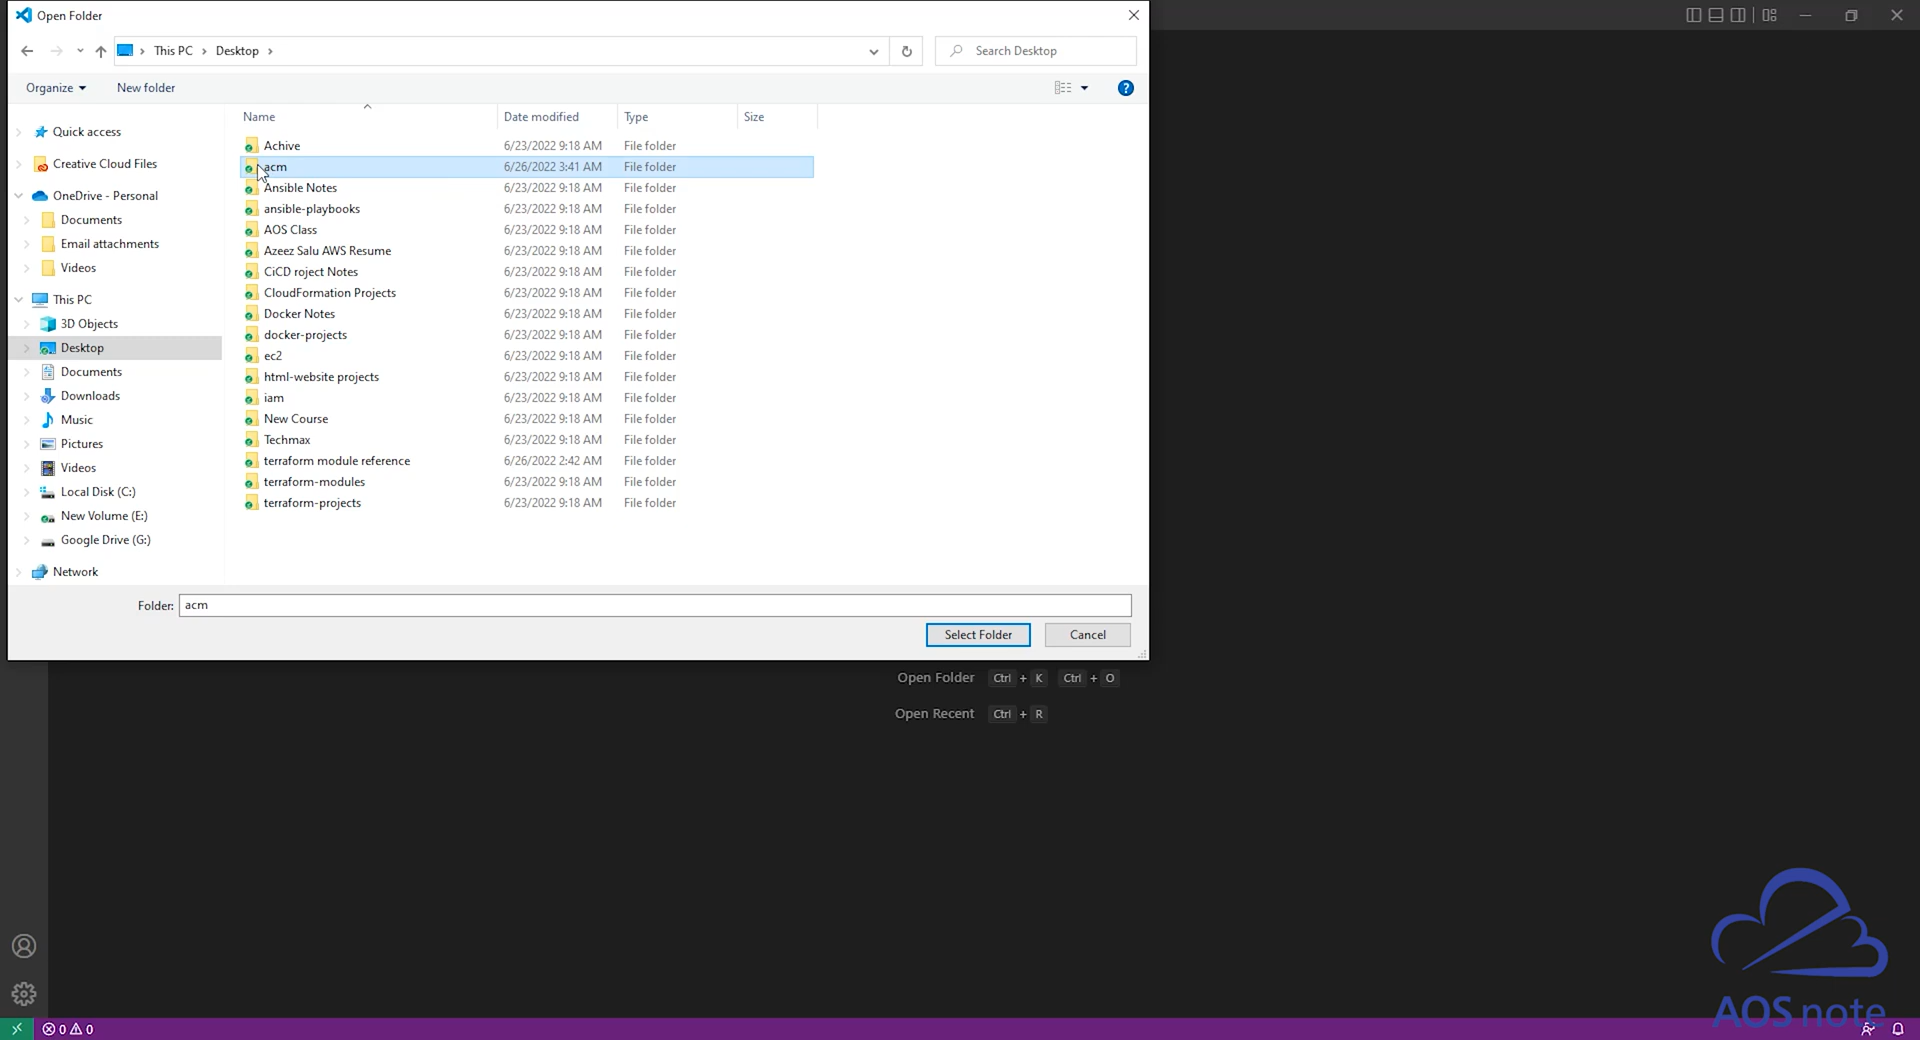 Open Folder
This PC > Desktop >
Search Desktop
Organize
New folder
Name Date modified Type Size
Quick access
Creative Cloud Files
OneDrive - Personal
Documents
Email attachments
Videos
This PC
3D Objects
Desktop
Documents
Downloads
Music
Pictures
Videos
Local Disk (C:)
New Volume (E:)
Google Drive (G:)
Network
Achive 6/23/2022 9:18 AM File folder
acm 6/26/2022 3:41 AM File folder
Ansible Notes 6/23/2022 9:18 AM File folder
ansible-playbooks 6/23/2022 9:18 AM File folder
AOS Class 6/23/2022 9:18 AM File folder
Azeez Salu AWS Resume 6/23/2022 9:18 AM File folder
CiCD roject Notes 6/23/2022 9:18 AM File folder
CloudFormation Projects 6/23/2022 9:18 AM File folder
Docker Notes 6/23/2022 9:18 AM File folder
docker-projects 6/23/2022 9:18 AM File folder
ec2 6/23/2022 9:18 AM File folder
html-website projects 6/23/2022 9:18 AM File folder
iam 6/23/2022 9:18 AM File folder
New Course 6/23/2022 9:18 AM File folder
Techmax 6/23/2022 9:18 AM File folder
terraform module reference 6/26/2022 2:42 AM File folder
terraform-modules 6/23/2022 9:18 AM File folder
terraform-projects 6/23/2022 9:18 AM File folder
Folder: acm
Select Folder Cancel
Open Folder Ctrl + K Ctrl + O
Open Recent Ctrl + R
AOS note
0 0